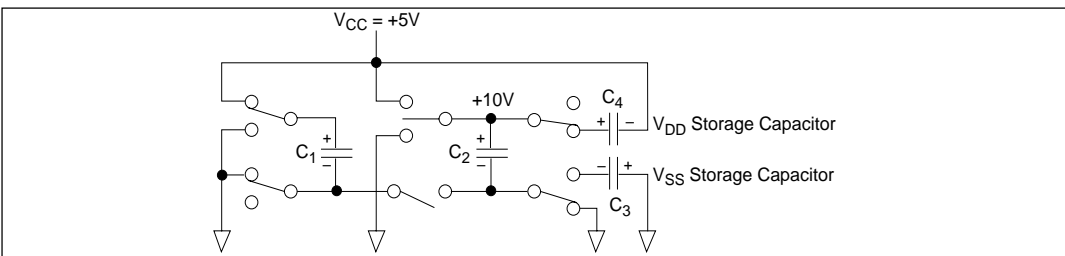 VCC = +5V
+10V
C4
+ –
VDD Storage Capacitor
+
C1
–
+
C2
–
– +
VSS Storage Capacitor
C3